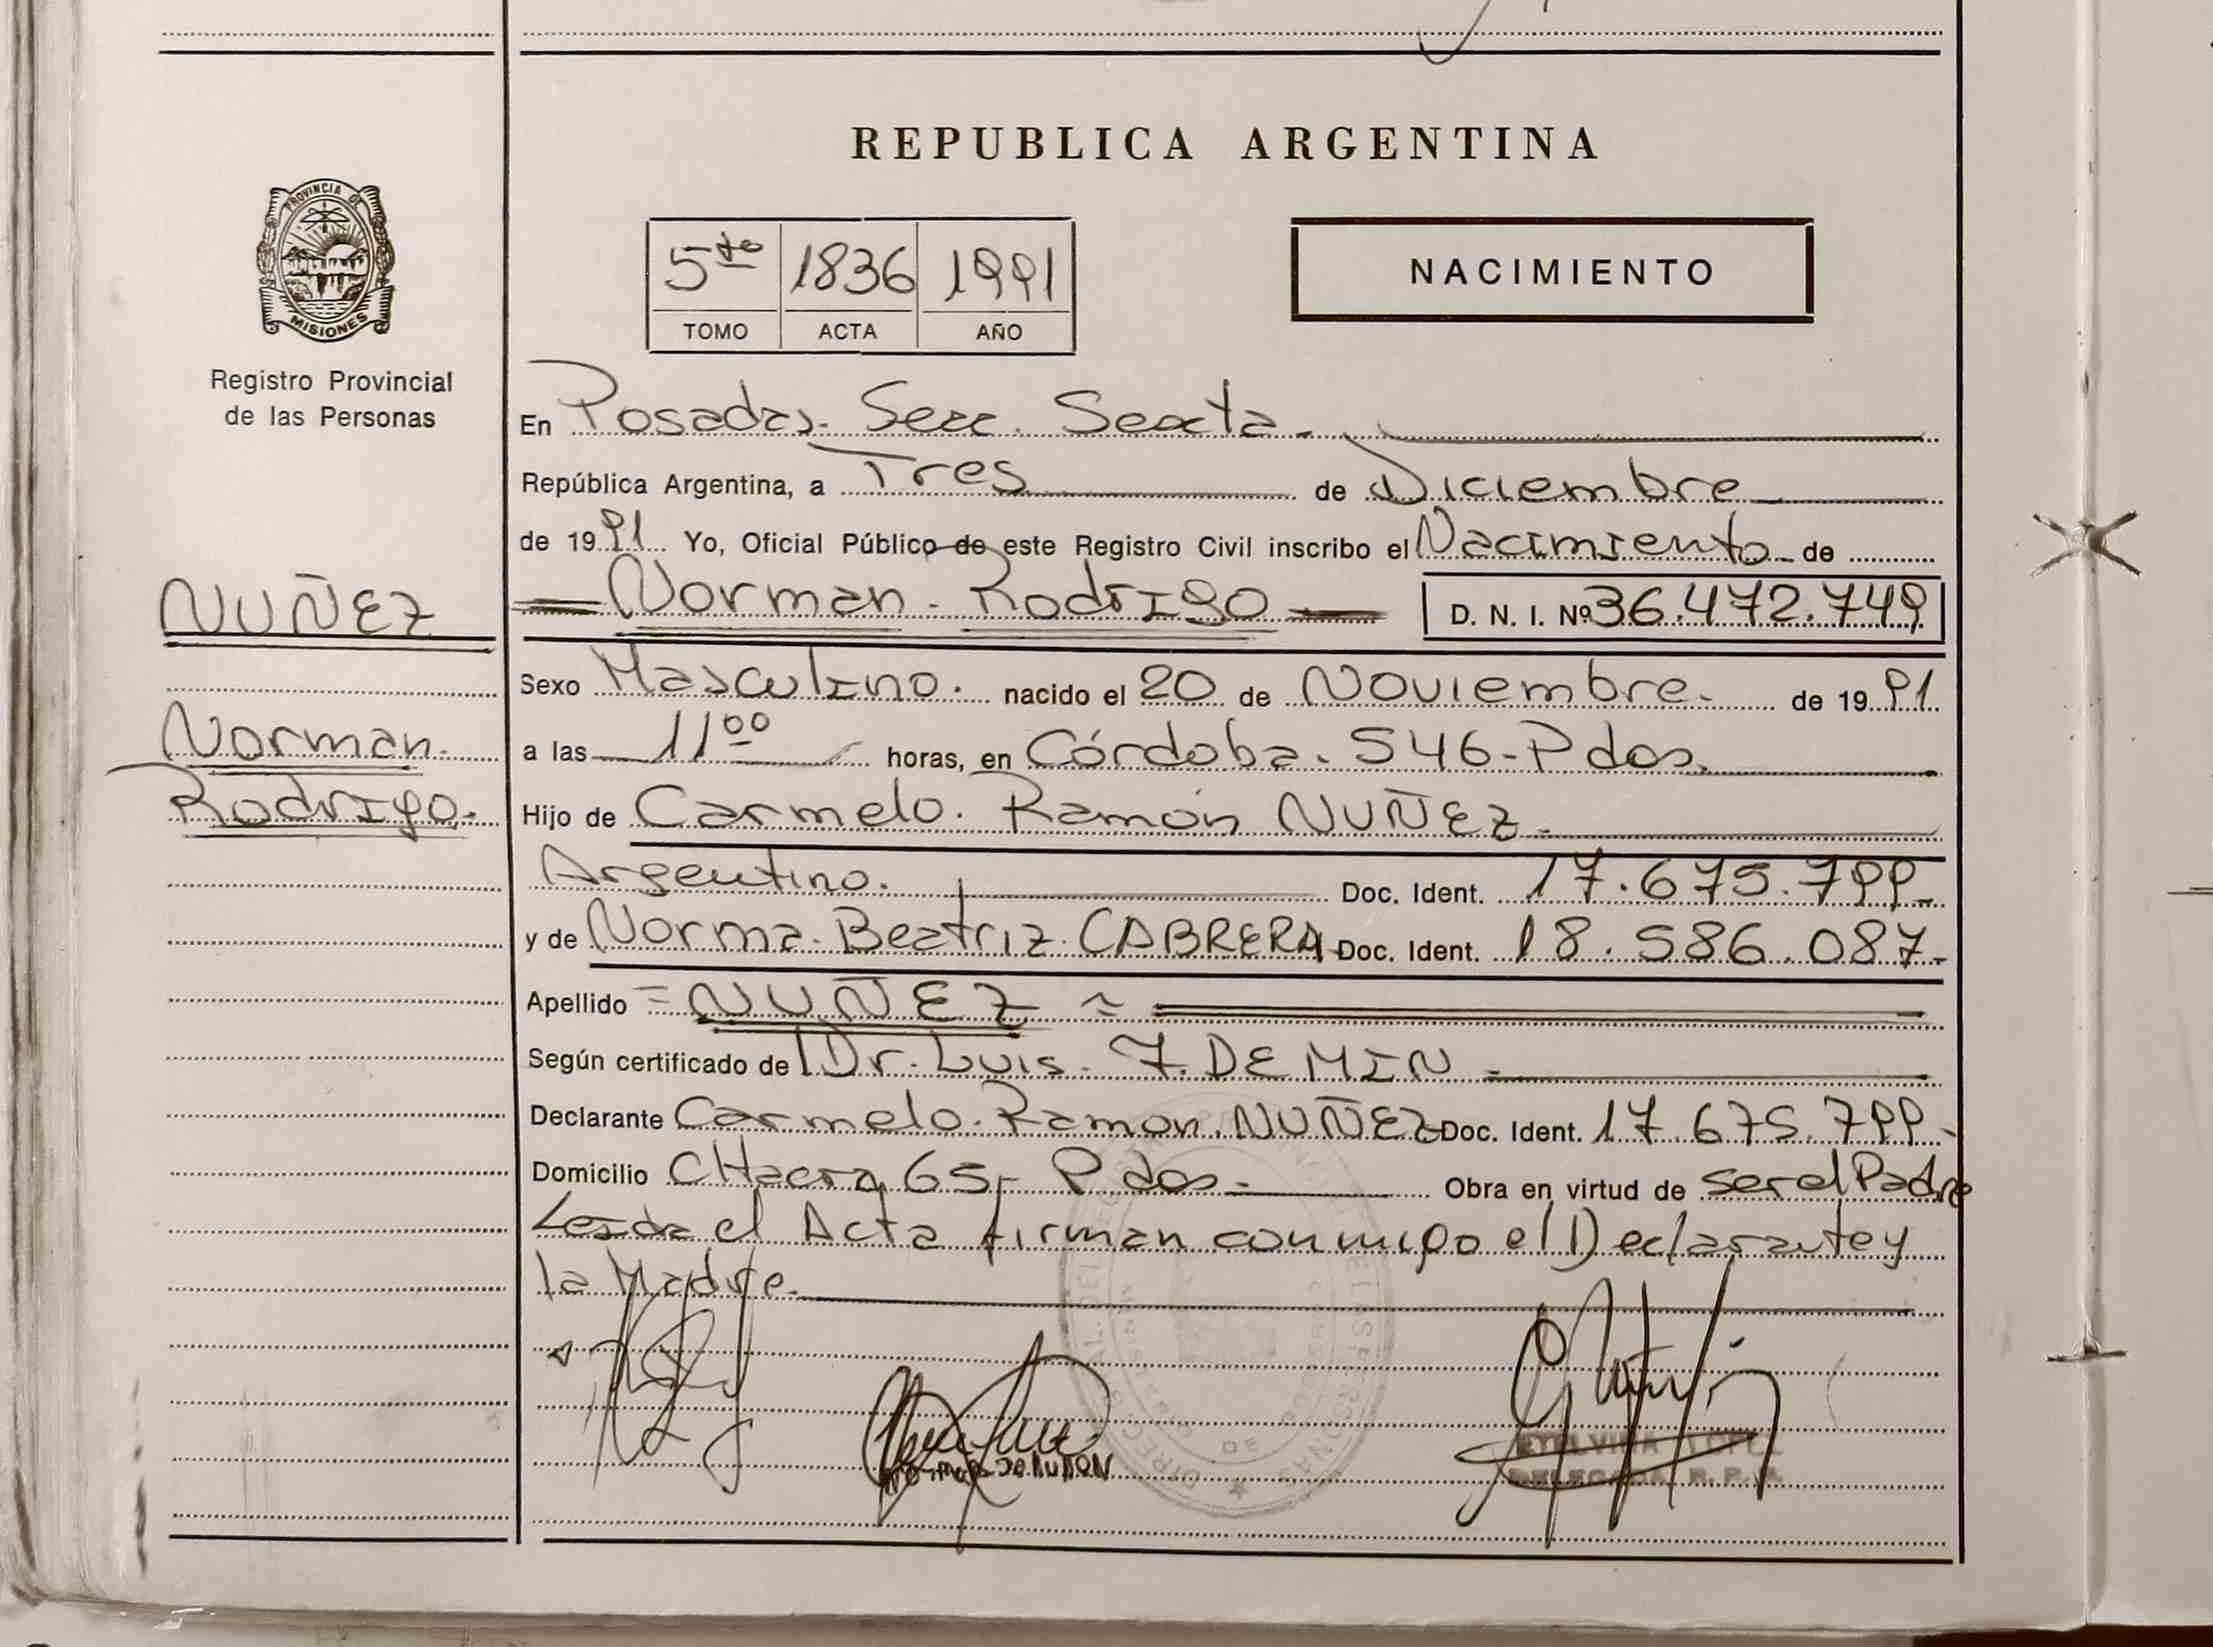 REPUBLICA ARGENTINA
PROVINCIA DE
MISIONES
Registro Provincial
de las Personas
5to 1836 1991
TOMO ACTA AÑO
NACIMIENTO
En Posadas. Secc. Sexta.
República Argentina, a Tres de Diciembre
de 1991 Yo, Oficial Público de este Registro Civil inscribo el Nacimiento de
NUÑEZ
Norman. Rodrigo D. N. I. Nº 36.472.749
Sexo Masculino. nacido el 20 de Noviembre. de 1991
Norman.
Rodrigo.
a las 11 00 horas, en Córdoba. 546-Pdas.
Hijo de Carmelo. Ramón NUÑEZ.
Argentino. Doc. Ident. 17.675.799.
y de Norma. Beatriz. CABRERA Doc. Ident. 18.586.087.
Apellido = NUÑEZ =
Según certificado de Dr. Luis. F. DEMIN
Declarante Carmelo. Ramon. NUÑEZ Doc. Ident. 17.675.799.
Domicilio CHacra 65- Pdas. Obra en virtud de ser el Padre
Leida el Acta firman conmigo el Declarante y
la Madre.
DELEGADA R. P. P.